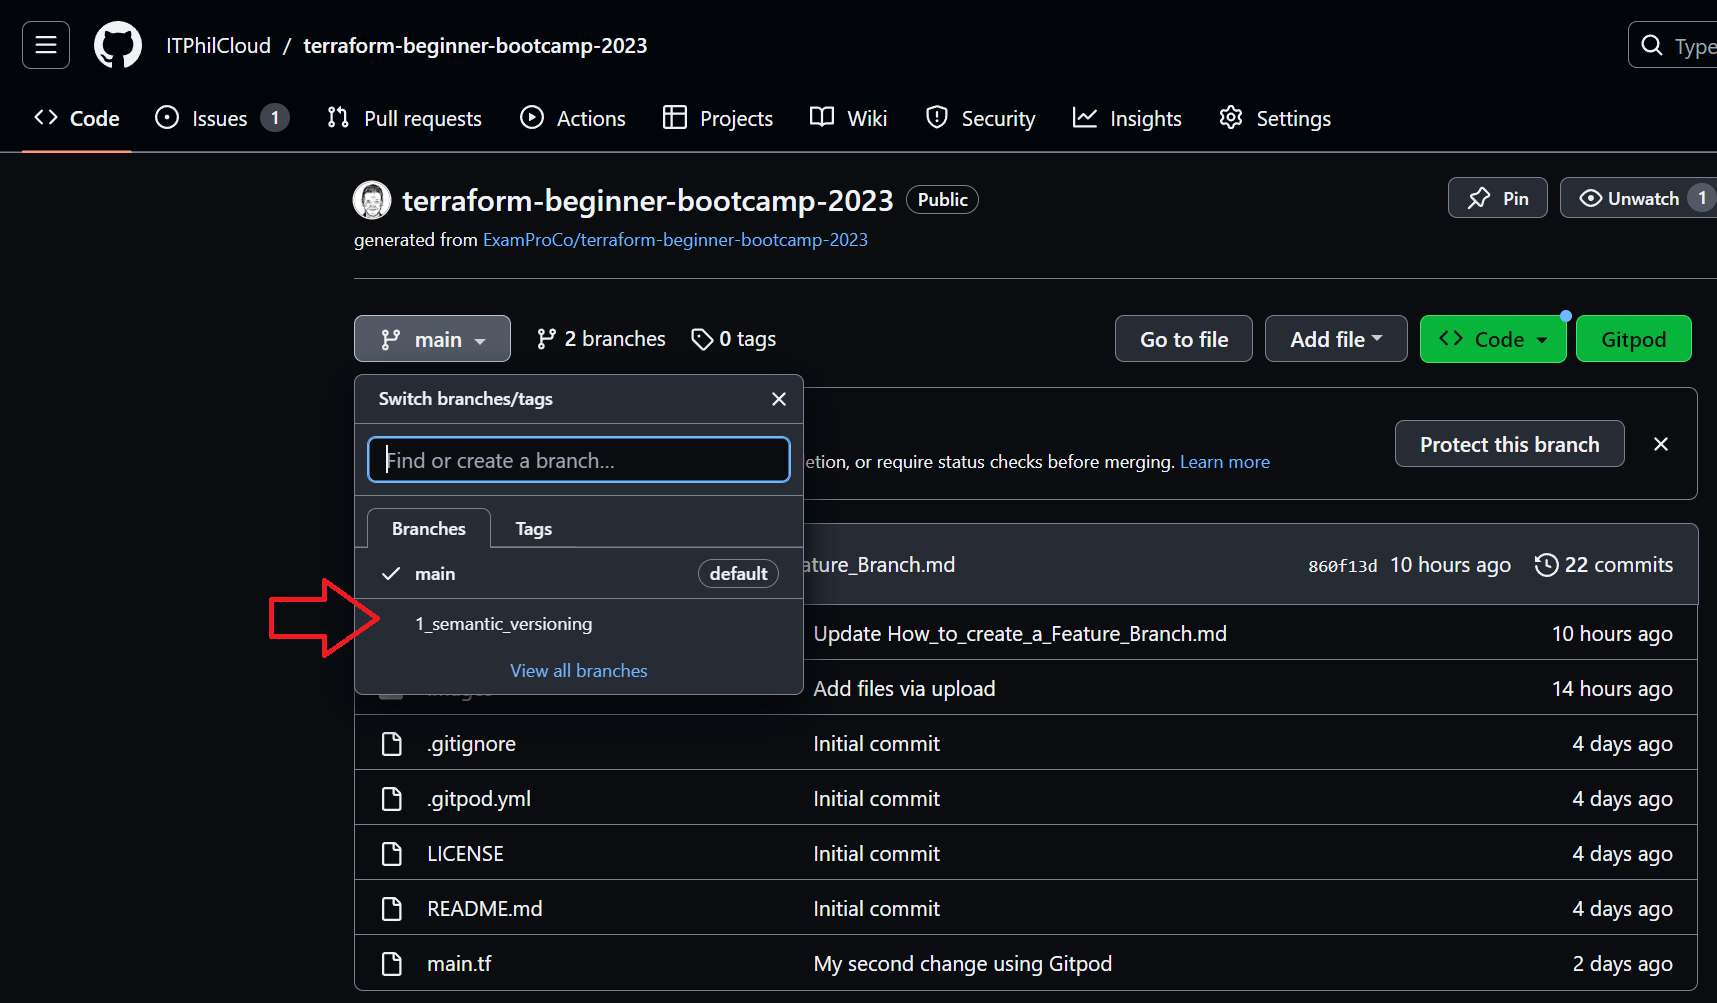 ITPhilCloud / terraform-beginner-bootcamp-2023
Type
Code
Issues 1
Pull requests
Actions
Projects
Wiki
Security
Insights
Settings
terraform-beginner-bootcamp-2023 Public
Pin
Unwatch 1
generated from ExamProCo/terraform-beginner-bootcamp-2023
main
2 branches
0 tags
Go to file
Add file
Code
Gitpod
Switch branches/tags
Find or create a branch...
Branches
Tags
main default
1_semantic_versioning
View all branches
etion, or require status checks before merging. Learn more
Protect this branch
ature_Branch.md
860f13d 10 hours ago
22 commits
Update How_to_create_a_Feature_Branch.md 10 hours ago
images Add files via upload 14 hours ago
.gitignore Initial commit 4 days ago
.gitpod.yml Initial commit 4 days ago
LICENSE Initial commit 4 days ago
README.md Initial commit 4 days ago
main.tf My second change using Gitpod 2 days ago